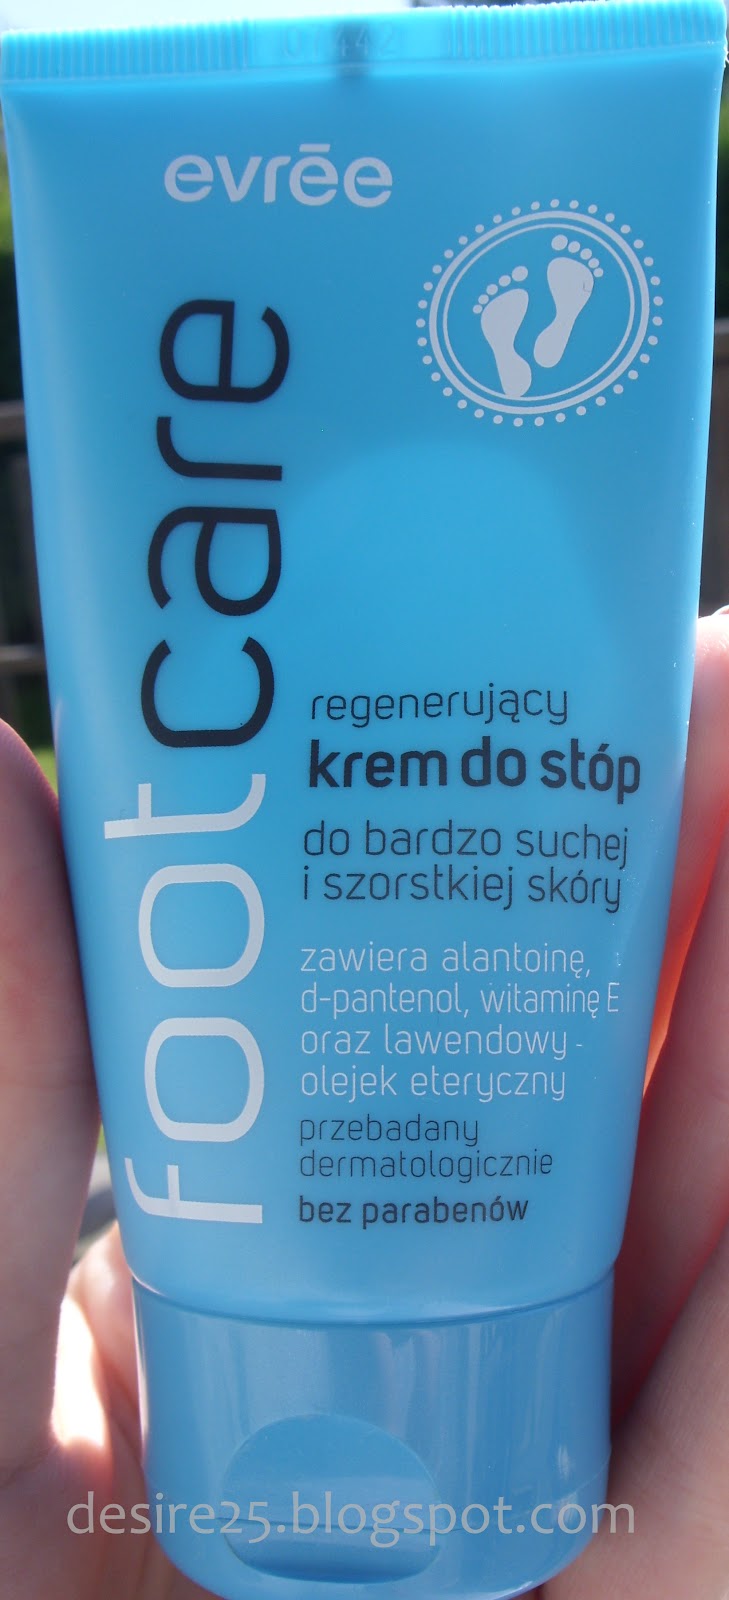 evrēe
footcare
regenerujący
krem do stóp
do bardzo suchej
i szorstkiej skóry
zawiera alantoinę,
d-pantenol, witaminę E
oraz lawendowy -
olejek eteryczny
przebadany
dermatologicznie
bez parabenów
desire25.blogspot.com